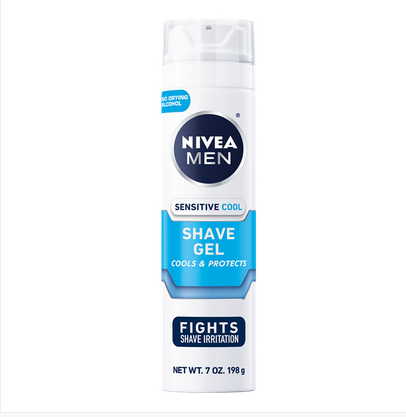 NO DRYING
ALCOHOL
NIVEA
MEN
SENSITIVE COOL
SHAVE
GEL
COOLS & PROTECTS
FIGHTS
SHAVE IRRITATION
NET WT. 7 OZ. 198 g